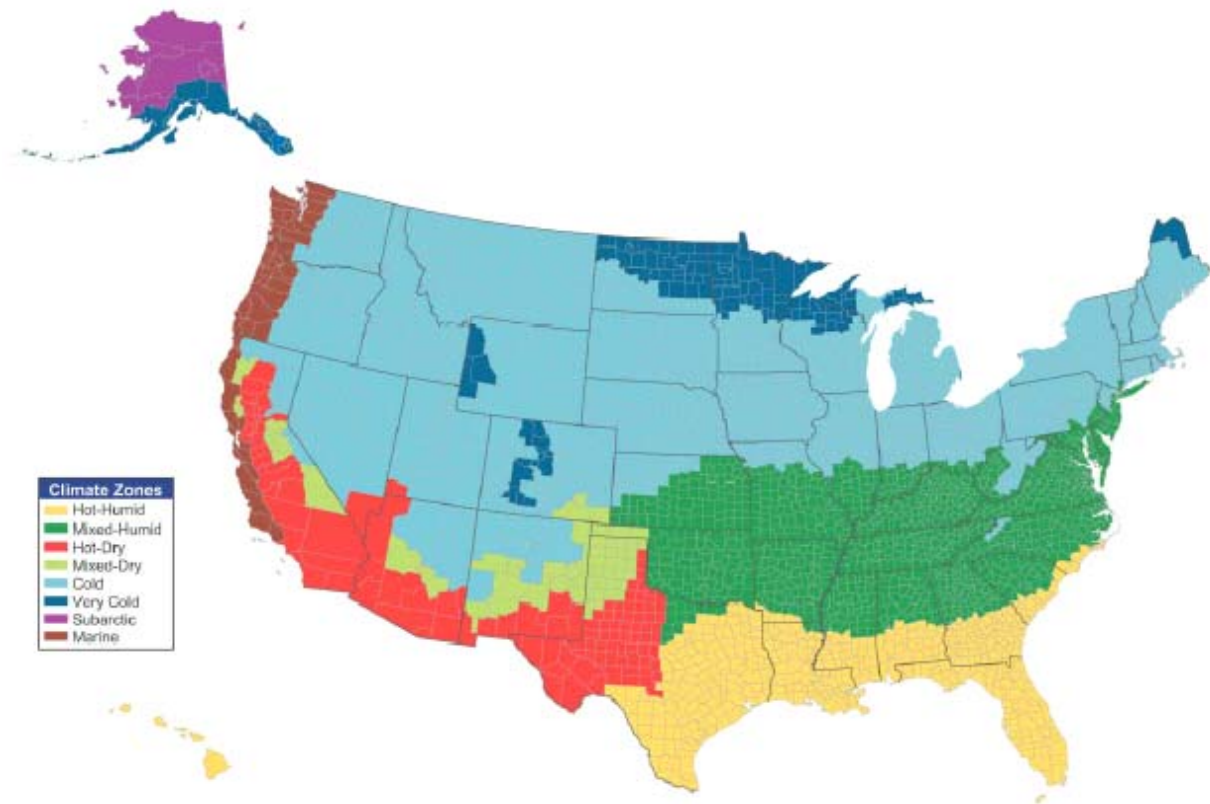 Climate Zones
Hot-Humid
Mixed-Humid
Hot-Dry
Mixed-Dry
Cold
Very Cold
Subarctic
Marine